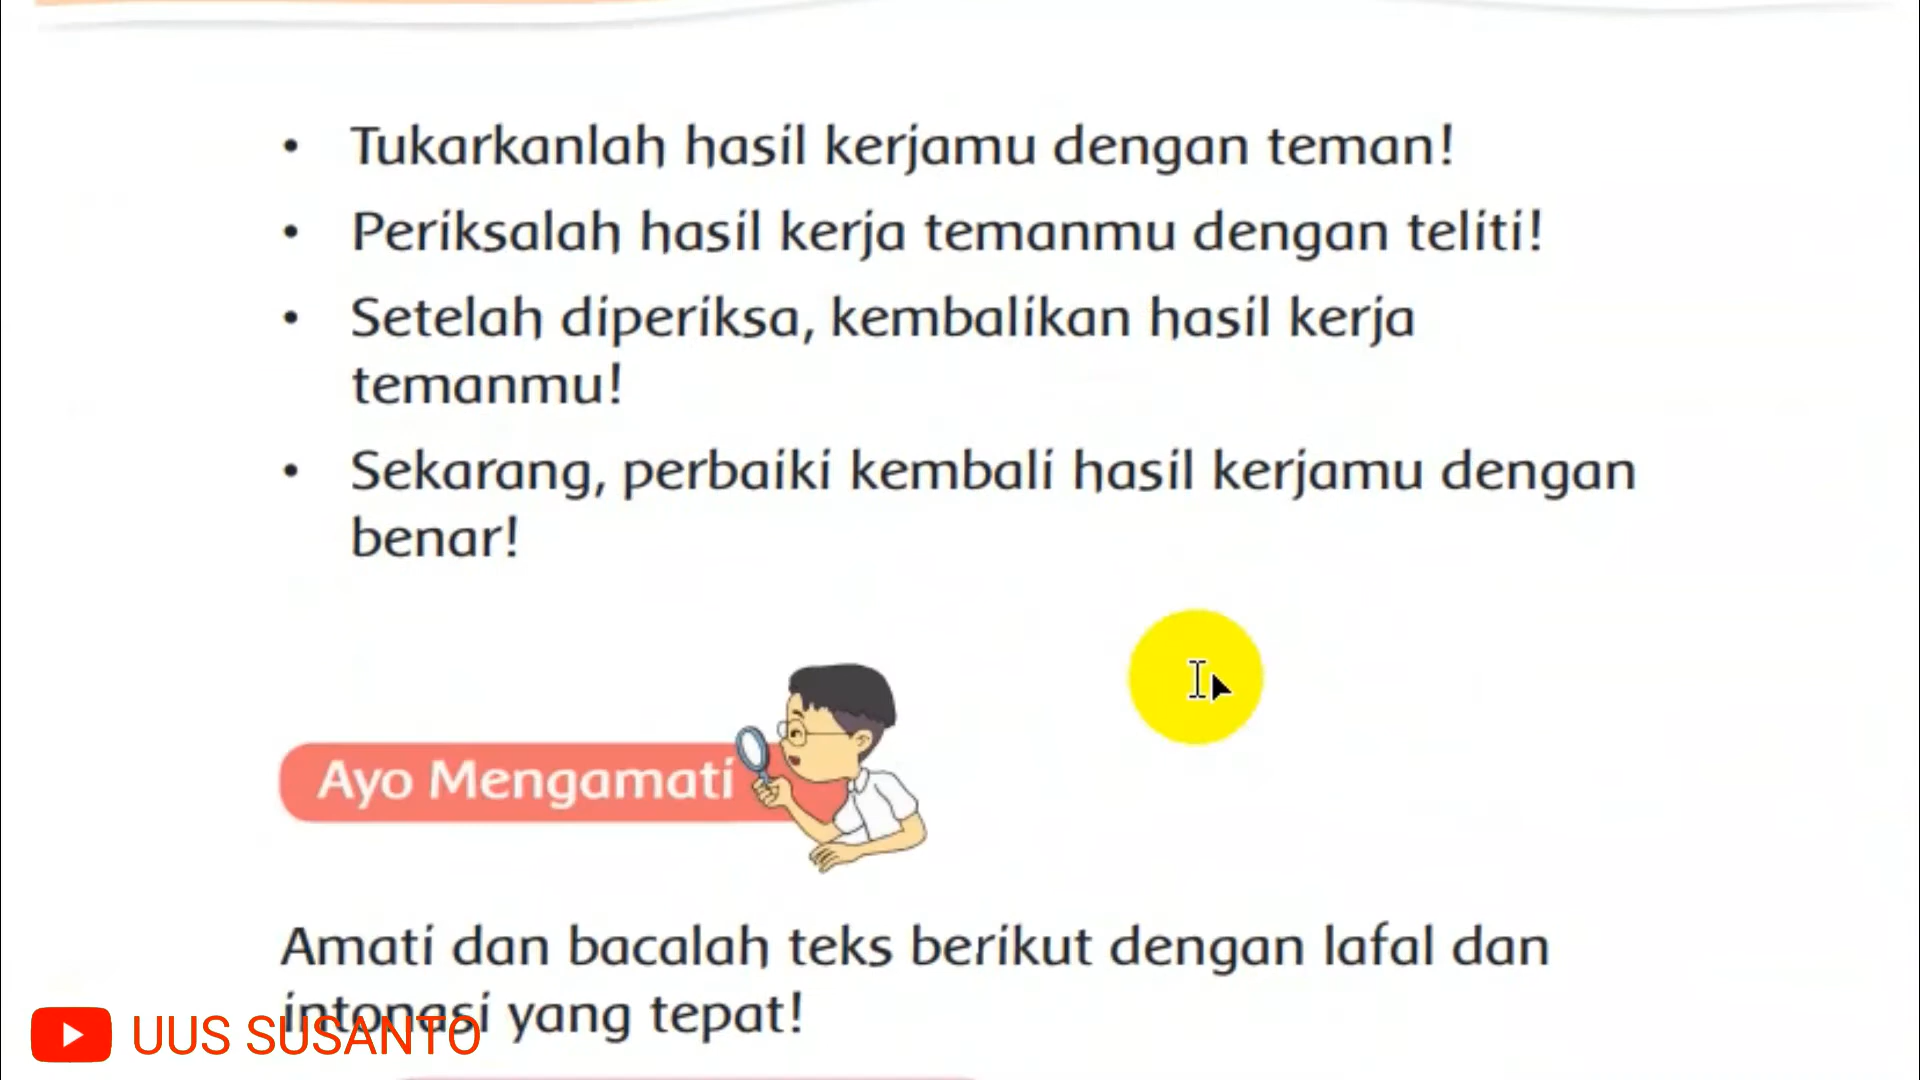 • Tukarkanlah hasil kerjamu dengan teman!
• Periksalah hasil kerja temanmu dengan teliti!
• Setelah diperiksa, kembalikan hasil kerja
temanmu!
• Sekarang, perbaiki kembali hasil kerjamu dengan
benar!
Ayo Mengamati
Amati dan bacalah teks berikut dengan lafal dan
intonasi yang tepat!
UUS SUSANTO